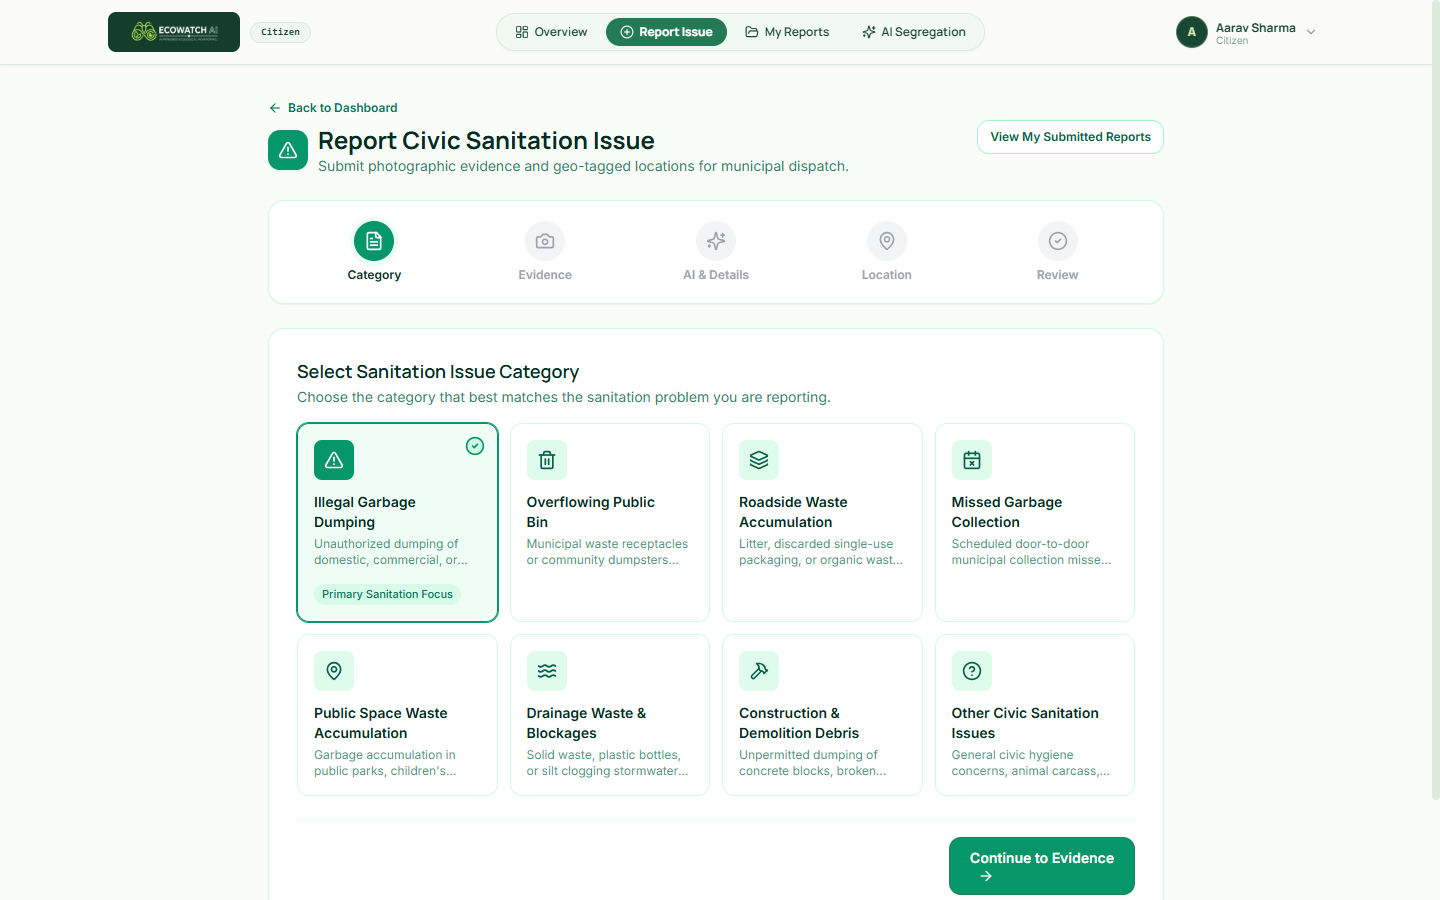 ECOWATCH AI
Citizen
Overview
Report Issue
My Reports
AI Segregation
A
Aarav Sharma
Citizen
Back to Dashboard
Report Civic Sanitation Issue
Submit photographic evidence and geo-tagged locations for municipal dispatch.
View My Submitted Reports
Category
Evidence
AI & Details
Location
Review
Select Sanitation Issue Category
Choose the category that best matches the sanitation problem you are reporting.
Illegal Garbage
Dumping
Unauthorized dumping of
domestic, commercial, or...
Primary Sanitation Focus
Overflowing Public
Bin
Municipal waste receptacles
or community dumpsters...
Roadside Waste
Accumulation
Litter, discarded single-use
packaging, or organic wast...
Missed Garbage
Collection
Scheduled door-to-door
municipal collection misse...
Public Space Waste
Accumulation
Garbage accumulation in
public parks, children's...
Drainage Waste &
Blockages
Solid waste, plastic bottles,
or silt clogging stormwater...
Construction &
Demolition Debris
Unpermitted dumping of
concrete blocks, broken...
Other Civic Sanitation
Issues
General civic hygiene
concerns, animal carcass,...
Continue to Evidence